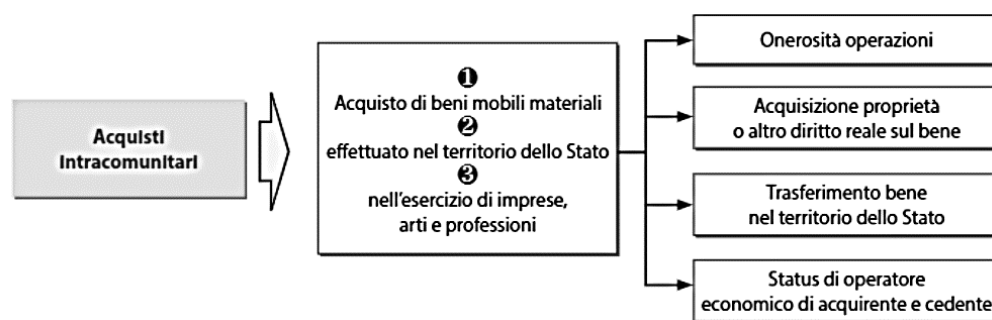 Acquisti
intracomunitari
❶
Acquisto di beni mobili materiali
❷
effettuato nel territorio dello Stato
❸
nell'esercizio di imprese,
arti e professioni
Onerosità operazioni
Acquisizione proprietà
o altro diritto reale sul bene
Trasferimento bene
nel territorio dello Stato
Status di operatore
economico di acquirente e cedente